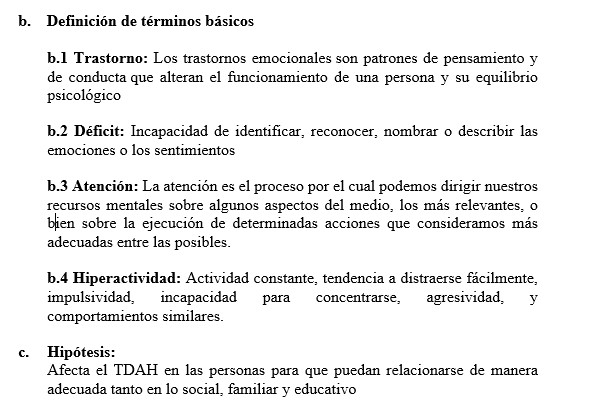 b. Definición de términos básicos
b.1 Trastorno: Los trastornos emocionales son patrones de pensamiento y
de conducta que alteran el funcionamiento de una persona y su equilibrio
psicológico
b.2 Déficit: Incapacidad de identificar, reconocer, nombrar o describir las
emociones o los sentimientos
b.3 Atención: La atención es el proceso por el cual podemos dirigir nuestros
recursos mentales sobre algunos aspectos del medio, los más relevantes, o
bien sobre la ejecución de determinadas acciones que consideramos más
adecuadas entre las posibles.
b.4 Hiperactividad: Actividad constante, tendencia a distraerse fácilmente,
impulsividad, incapacidad para concentrarse, agresividad, y
comportamientos similares.
c. Hipótesis:
Afecta el TDAH en las personas para que puedan relacionarse de manera
adecuada tanto en lo social, familiar y educativo